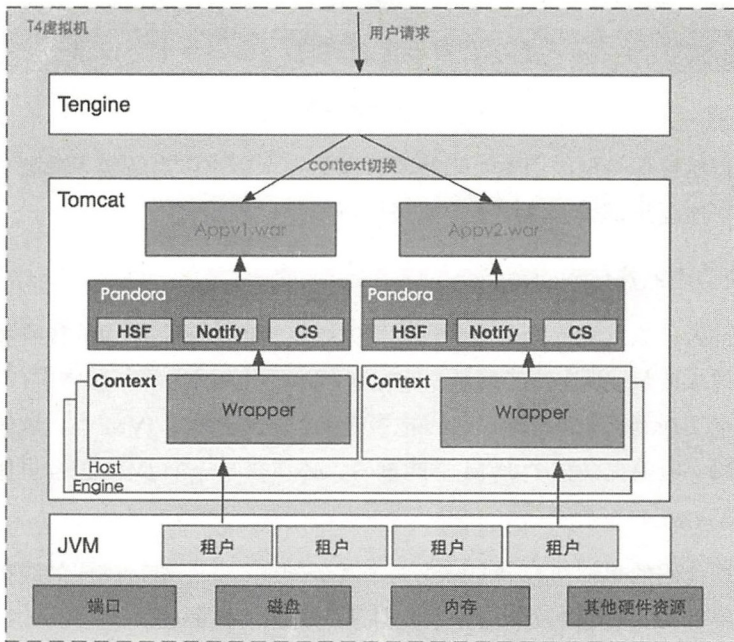 T4虚拟机
用户请求
Tengine
context切换
Tomcat
Appv1.war
Appv2.war
Pandora
Pandora
HSF
Notify
CS
HSF
Notify
CS
Context
Context
Wrapper
Wrapper
Host
Engine
JVM
租户
租户
租户
租户
端口
磁盘
内存
其他硬件资源